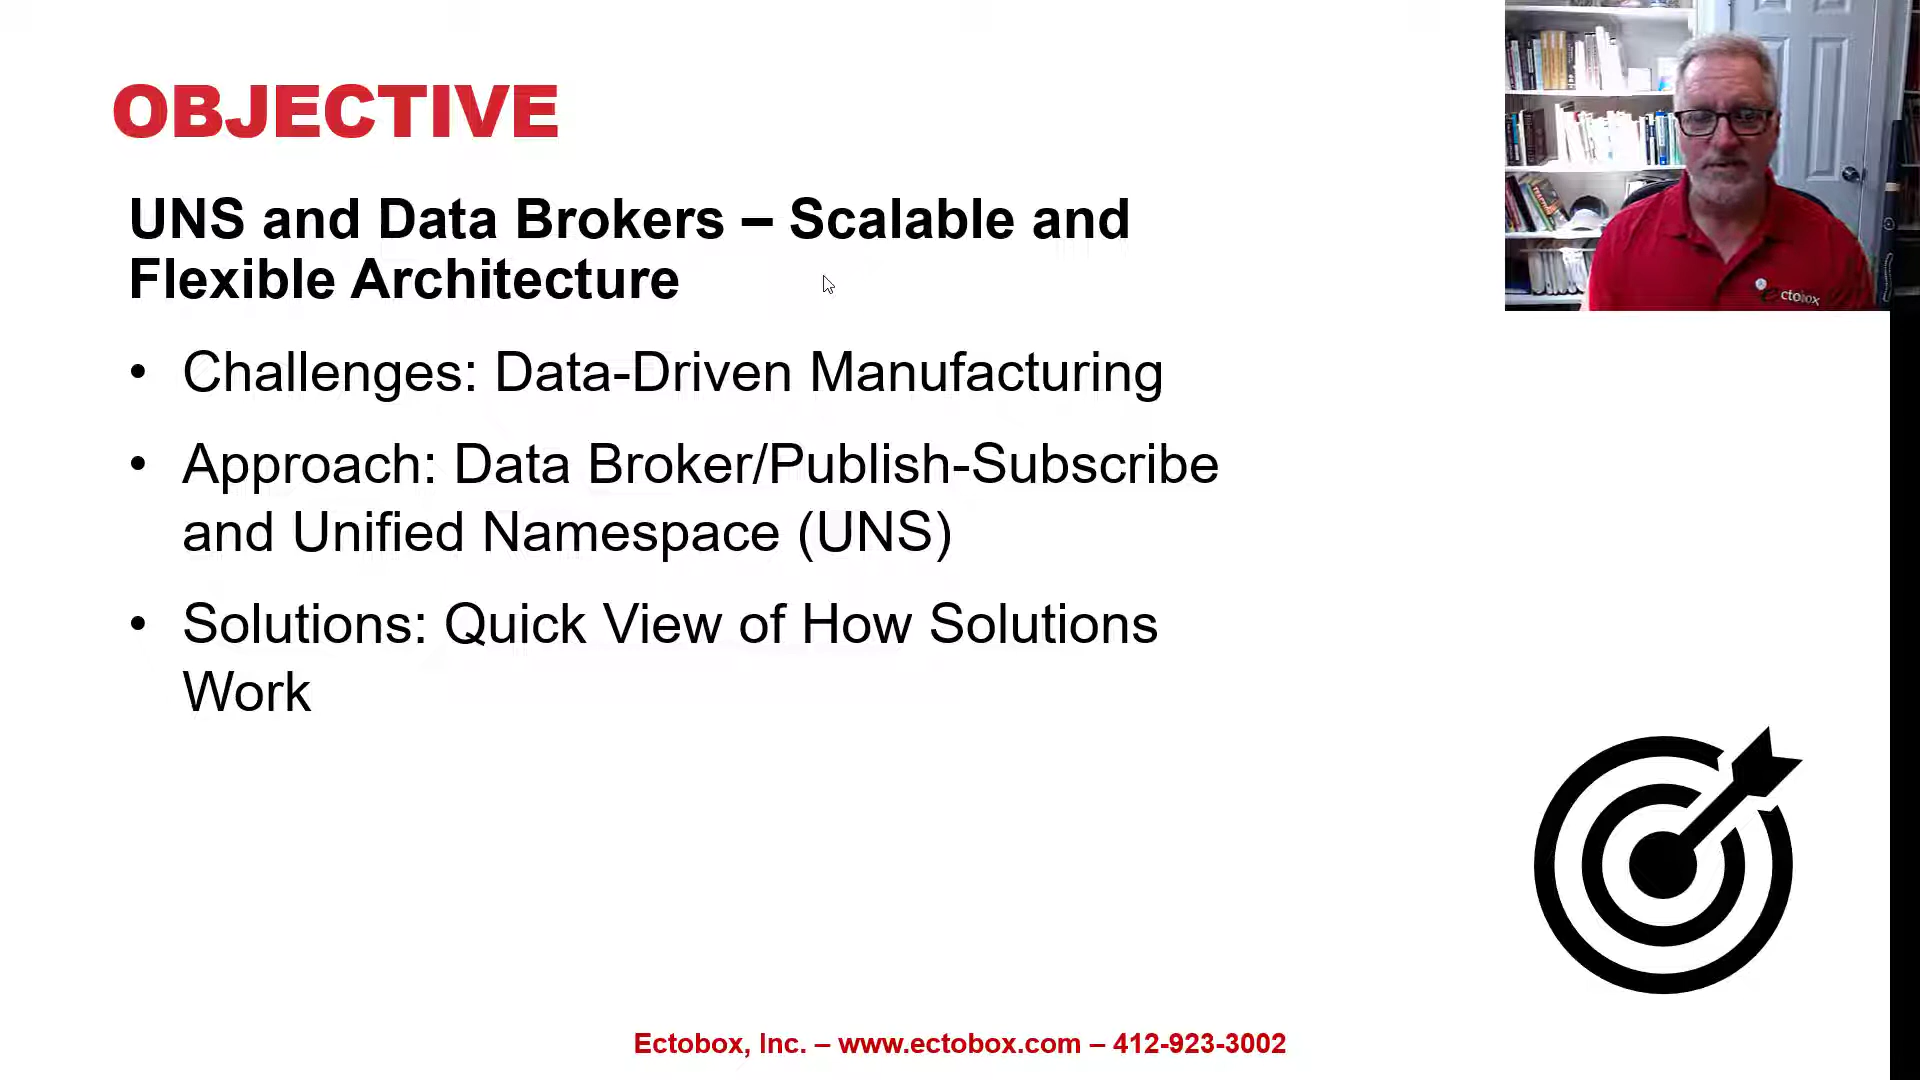 OBJECTIVE
UNS and Data Brokers – Scalable and
Flexible Architecture
• Challenges: Data-Driven Manufacturing
• Approach: Data Broker/Publish-Subscribe
and Unified Namespace (UNS)
• Solutions: Quick View of How Solutions
Work
ectobox
Ectobox, Inc. – www.ectobox.com – 412-923-3002